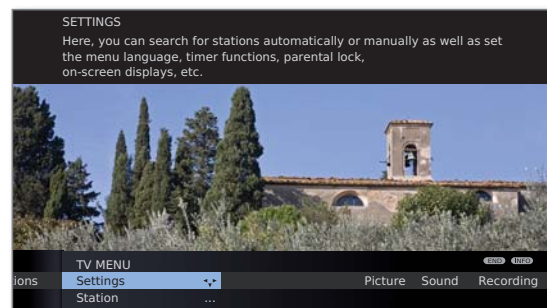 SETTINGS
Here, you can search for stations automatically or manually as well as set
the menu language, timer functions, parental lock,
on-screen displays, etc.
TV MENU
END INFO
ions Settings Picture Sound Recording
Station ...